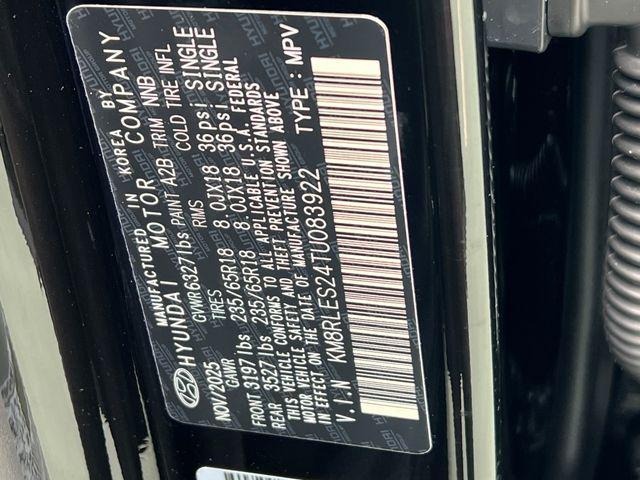 MANUFACTURED IN KOREA BY
HYUNDAI MOTOR COMPANY
NOV/2025 GVWR6327lbs PAINT A2B TRIM NNB
GAWR TIRES RIMS COLD TIRE INFL
FRONT 3197lbs 235/65R18 8.0JX18 36psi SINGLE
REAR 3527lbs 235/65R18 8.0JX18 36psi SINGLE
THIS VEHICLE CONFORMS TO ALL APPLICABLE U.S.A. FEDERAL
MOTOR VEHICLE SAFETY AND THEFT PREVENTION STANDARDS
IN EFFECT ON THE DATE OF MANUFACTURE SHOWN ABOVE
V.I.N KM8RLES24TU083922 TYPE: MPV